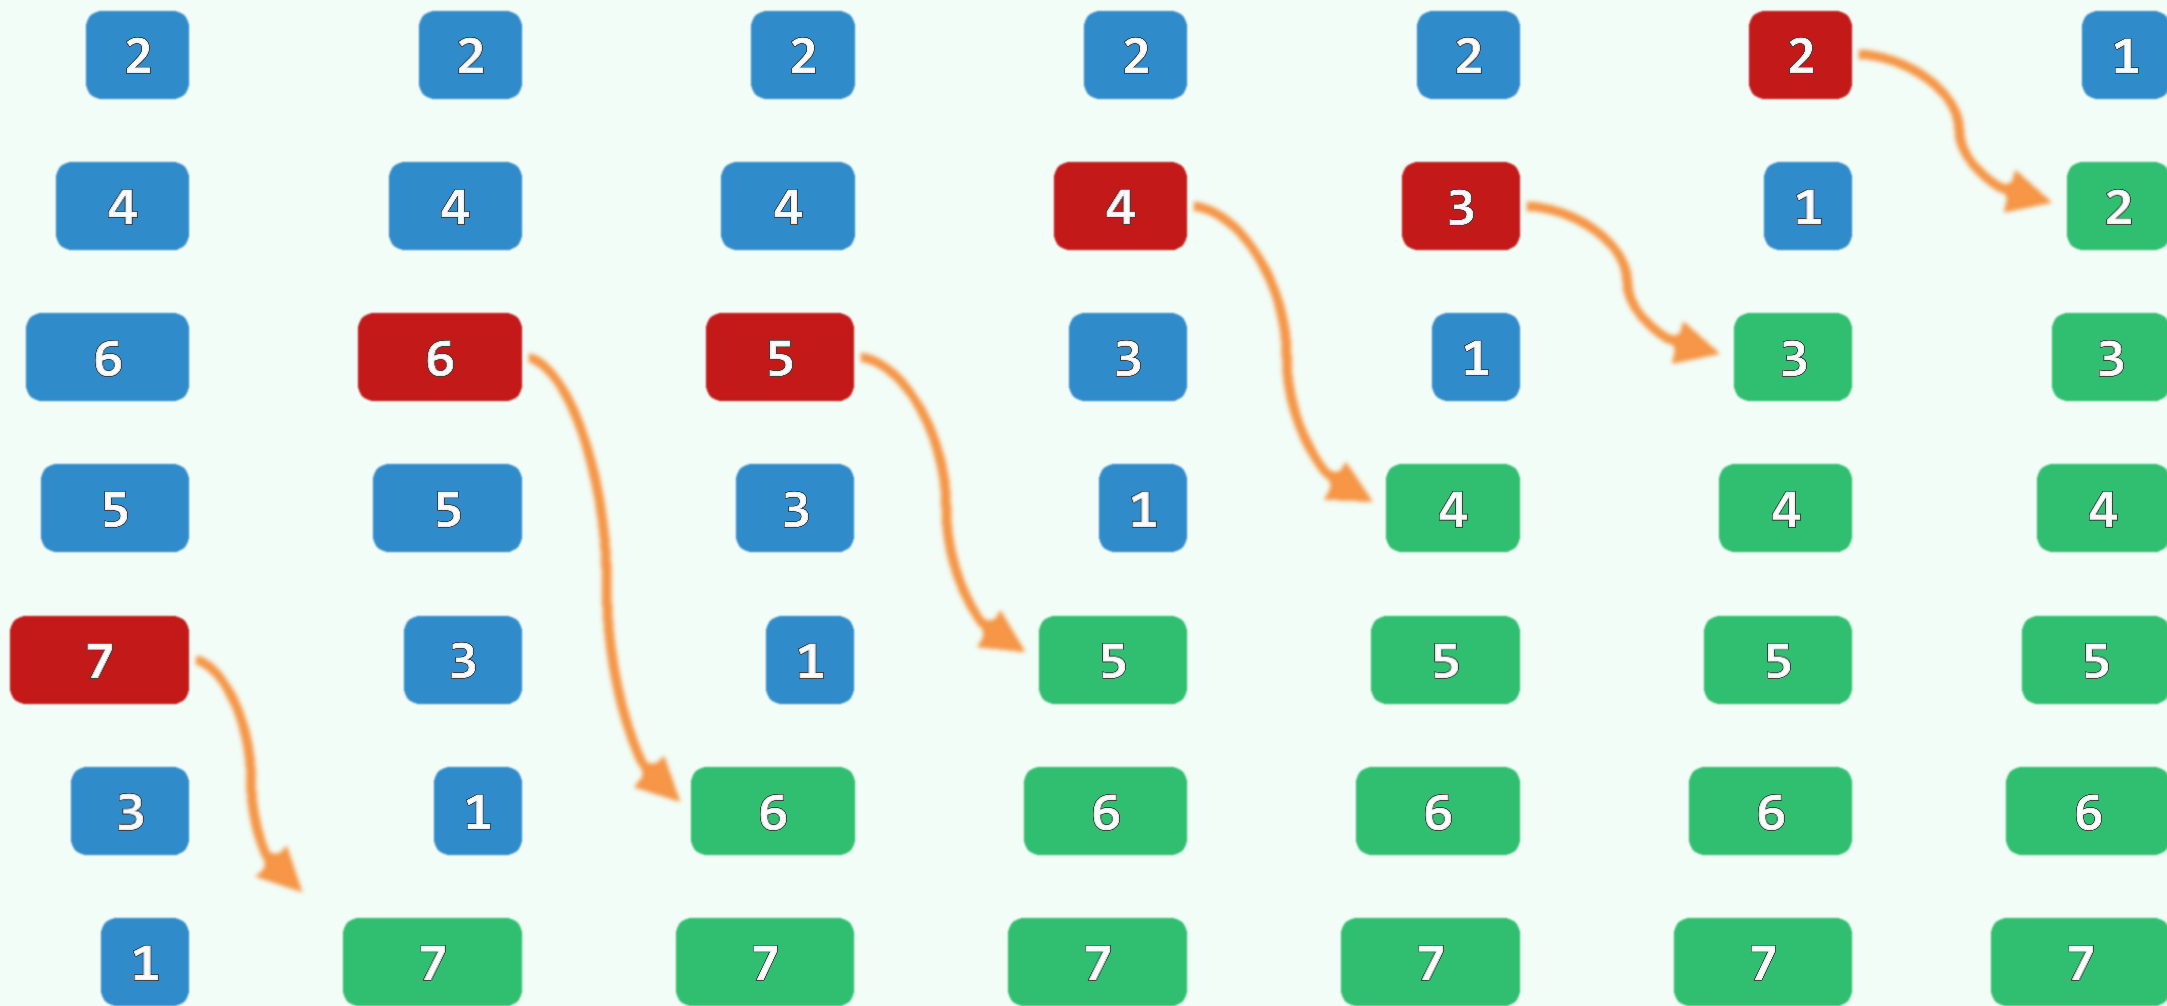 2 2 2 2 2 2 1
4 4 4 4 3 1 2
6 6 5 3 1 3 3
5 5 3 1 4 4 4
7 3 1 5 5 5 5
3 1 6 6 6 6 6
1 7 7 7 7 7 7